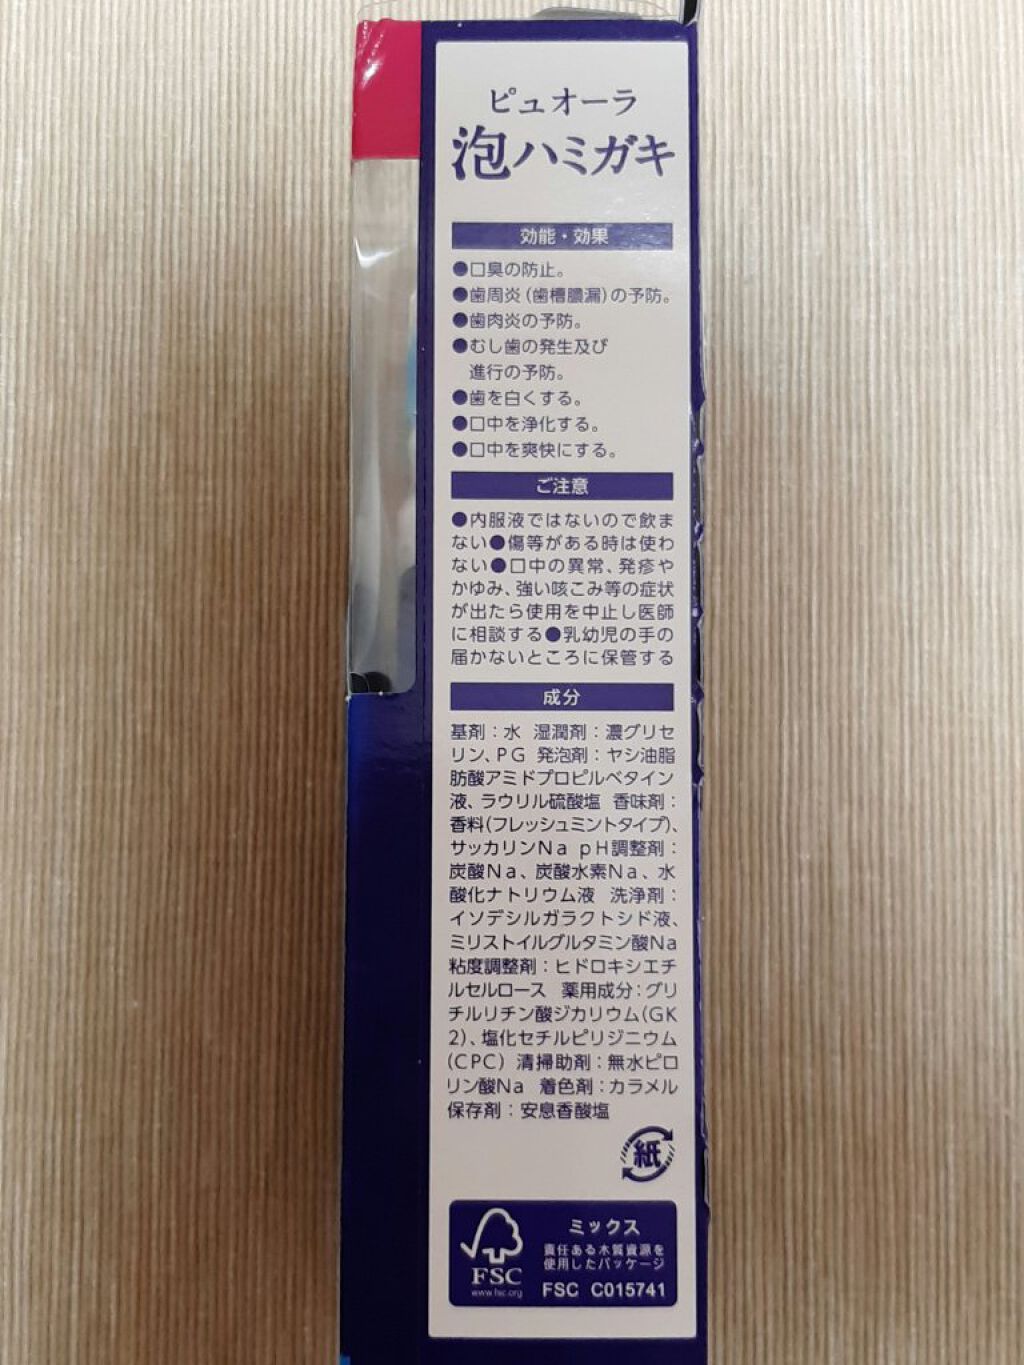 ピュオーラ
泡ハミガキ
効能・効果
●口臭の防止。
●歯周炎(歯槽膿漏)の予防。
●歯肉炎の予防。
●むし歯の発生及び
進行の予防。
●歯を白くする。
●口中を浄化する。
●口中を爽快にする。
ご注意
●内服液ではないので飲ま
ない●傷等がある時は使わ
ない●口中の異常、発疹や
かゆみ、強い咳こみ等の症状
が出たら使用を中止し医師
に相談する●乳幼児の手の
届かないところに保管する
成分
基剤：水 湿潤剤：濃グリセ
リン、PG 発泡剤：ヤシ油脂
肪酸アミドプロピルベタイン
液、ラウリル硫酸塩 香味剤：
香料(フレッシュミントタイプ)、
サッカリンNa pH調整剤：
炭酸Na、炭酸水素Na、水
酸化ナトリウム液 洗浄剤：
イソデシルガラクトシド液、
ミリストイルグルタミン酸Na
粘度調整剤：ヒドロキシエチ
ルセルロース 薬用成分：グリ
チルリチン酸ジカリウム(GK
2)、塩化セチルピリジニウム
(CPC) 清掃助剤：無水ピロ
リン酸Na 着色剤：カラメル
保存剤：安息香酸塩
紙
ミックス
責任ある木質資源を
使用したパッケージ
FSC
www.fsc.org
FSC C015741